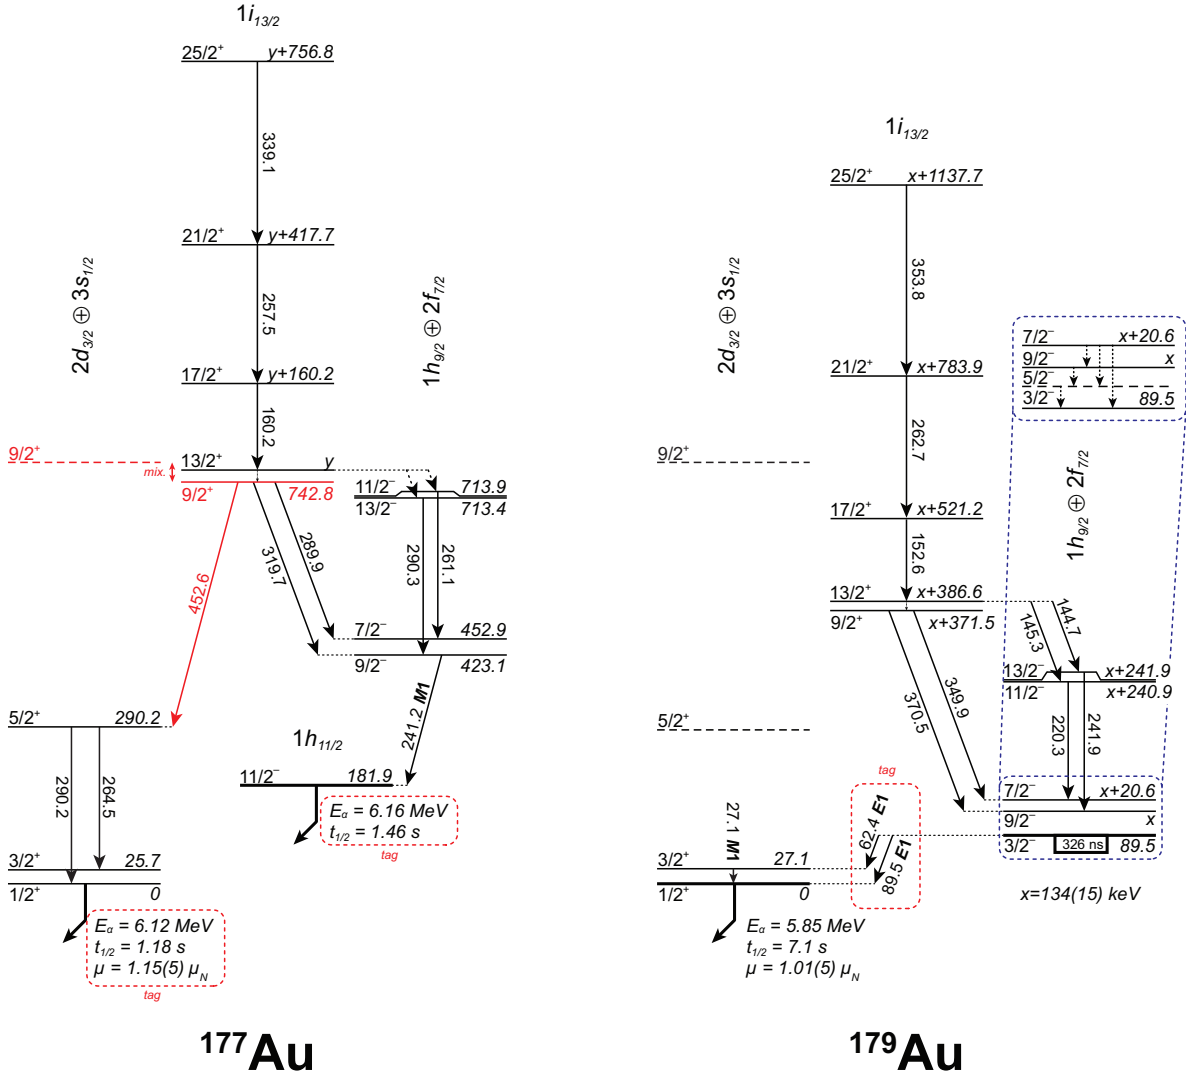 1i13/2
25/2+ y+756.8
339.1
21/2+ y+417.7
2d3/2 ⊕ 3s1/2
257.5
1h9/2 ⊕ 2f7/2
17/2+ y+160.2
160.2
9/2+
mix.
13/2+ y
9/2+ 742.8
11/2− 713.9
13/2− 713.4
452.6
319.7
289.9
290.3
261.1
7/2− 452.9
9/2− 423.1
241.2 M1
5/2+ 290.2
1h11/2
11/2− 181.9
290.2
264.5
Eα = 6.16 MeV
t1/2 = 1.46 s
tag
3/2+ 25.7
1/2+ 0
Eα = 6.12 MeV
t1/2 = 1.18 s
μ = 1.15(5) μN
tag
177Au
1i13/2
25/2+ x+1137.7
353.8
2d3/2 ⊕ 3s1/2
21/2+ x+783.9
262.7
7/2− x+20.6
9/2− x
5/2−
3/2− 89.5
9/2+
17/2+ x+521.2
152.6
1h9/2 ⊕ 2f7/2
13/2+ x+386.6
9/2+ x+371.5
145.3
144.7
13/2− x+241.9
11/2− x+240.9
370.5
349.9
220.3
241.9
5/2+
tag
7/2− x+20.6
9/2− x
3/2− 326 ns 89.5
27.1 M1
62.4 E1
89.5 E1
3/2+ 27.1
1/2+ 0
x=134(15) keV
Eα = 5.85 MeV
t1/2 = 7.1 s
μ = 1.01(5) μN
179Au